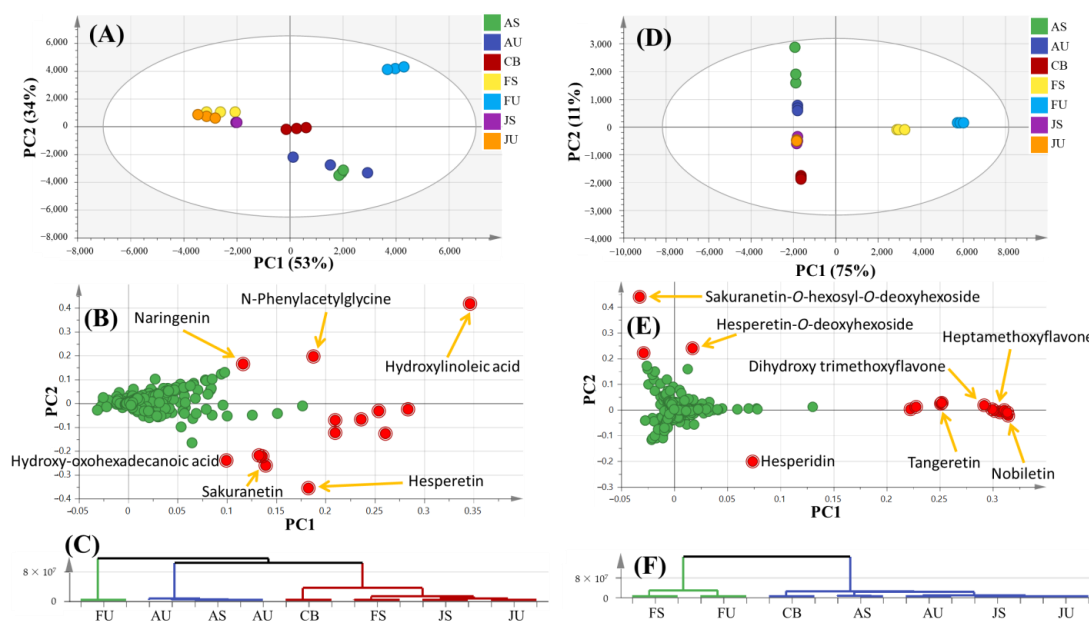 (A)
6,000
4,000
2,000
0
−2,000
−4,000
−6,000
−8,000
PC2 (34%)
−8,000 −6,000 −4,000 −2,000 0 2,000 4,000 6,000 8,000
PC1 (53%)
AS
AU
CB
FS
FU
JS
JU
(D)
3,000
2,000
1,000
0
−1,000
−2,000
−3,000
−4,000
PC2 (11%)
−10,000 −8,000 −6,000 −4,000 −2,000 0 2,000 4,000 6,000 8,000
PC1 (75%)
AS
AU
CB
FS
FU
JS
JU
(B)
0.4
0.3
0.2
0.1
0
−0.1
−0.2
−0.3
−0.4
PC2
N-Phenylacetylglycine
Naringenin
Hydroxylinoleic acid
Hydroxy-oxohexadecanoic acid
Sakuranetin
Hesperetin
0.00 0.05 0.1 0.15 0.2 0.25 0.3 0.35
PC1
(E)
0.4
0.3
0.2
0.1
0
−0.1
−0.2
−0.3
PC2
Sakuranetin-O-hexosyl-O-deoxyhexoside
Hesperetin-O-deoxyhexoside
Heptamethoxyflavone
Dihydroxy trimethoxyflavone
Hesperidin
Tangeretin
Nobiletin
−0.05 0 0.05 0.1 0.15 0.2 0.25 0.3
PC1
(C)
8 × 10⁷
0
FU AU AS AU CB FS JS JU
(F)
8 × 10⁷
0
FS FU CB AS AU JS JU